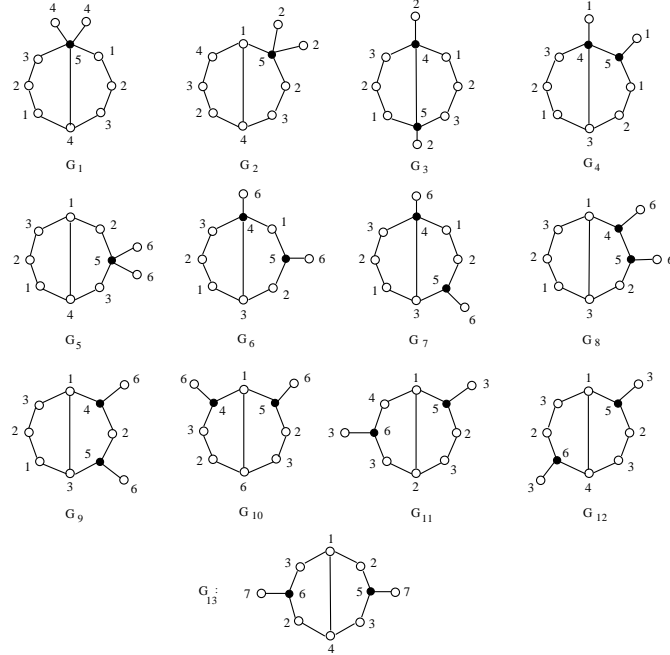 4 4 1 2 2 1
3 5 1 4 5 2 3 4 1 4 5 1
2 2 3 2 2 2 2 1
1 3 2 3 1 5 3 1 2
4 4 2 3
G1 G2 G3 G4
1 6 6 1 6
3 2 6 3 4 1 3 4 1 3 4
2 5 2 5 6 2 2 2 5 6
1 3 6 1 2 1 5 1 2
4 3 3 6 3
G5 G6 G7 G8
1 6 6 1 6 1 3 1 3
3 4 4 5 4 5 3 5
2 2 3 2 3 6 2 2 2
1 5 2 3 3 3 6 3
3 6 6 2 3 4
G9 G10 G11 G12
1
3 2
G13: 7 6 5 7
2 3
4